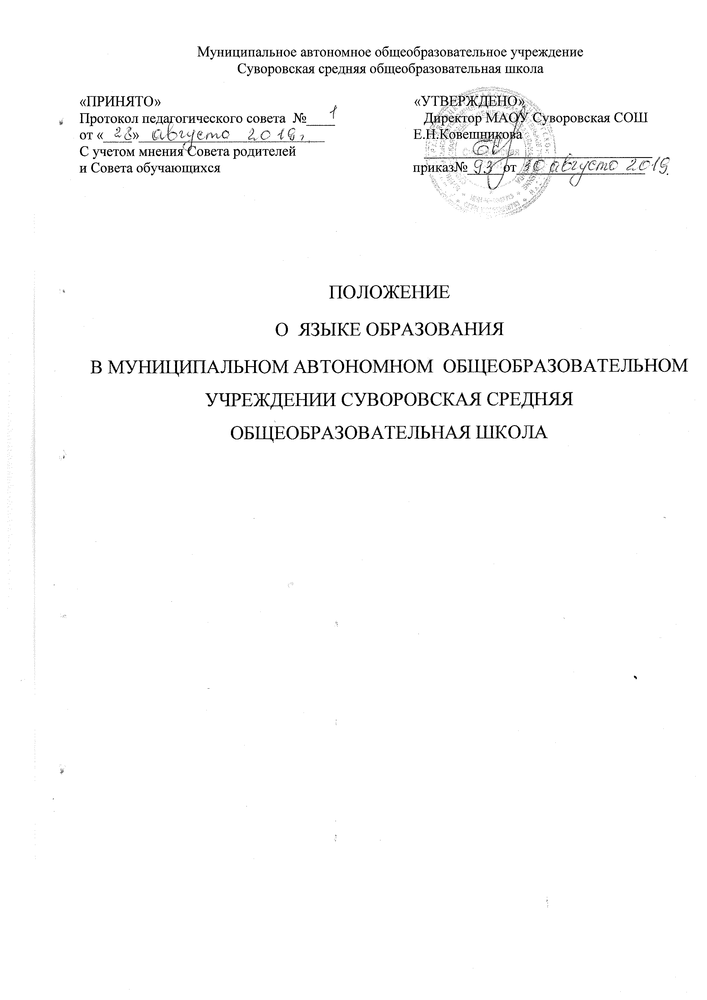 Муниципальное автономное общеобразовательное учреждение
Суворовская средняя общеобразовательная школа
«ПРИНЯТО»
Протокол педагогического совета №____1
от «28» августа 2019г.
С учетом мнения Совета родителей
и Совета обучающихся
«УТВЕРЖДЕНО»
Директор МАОУ Суворовская СОШ
Е.Н.Ковешникова
приказ№ 93 от 30 августа 2019.
ПОЛОЖЕНИЕ
О ЯЗЫКЕ ОБРАЗОВАНИЯ
В МУНИЦИПАЛЬНОМ АВТОНОМНОМ ОБЩЕОБРАЗОВАТЕЛЬНОМ
УЧРЕЖДЕНИИ СУВОРОВСКАЯ СРЕДНЯЯ
ОБЩЕОБРАЗОВАТЕЛЬНАЯ ШКОЛА